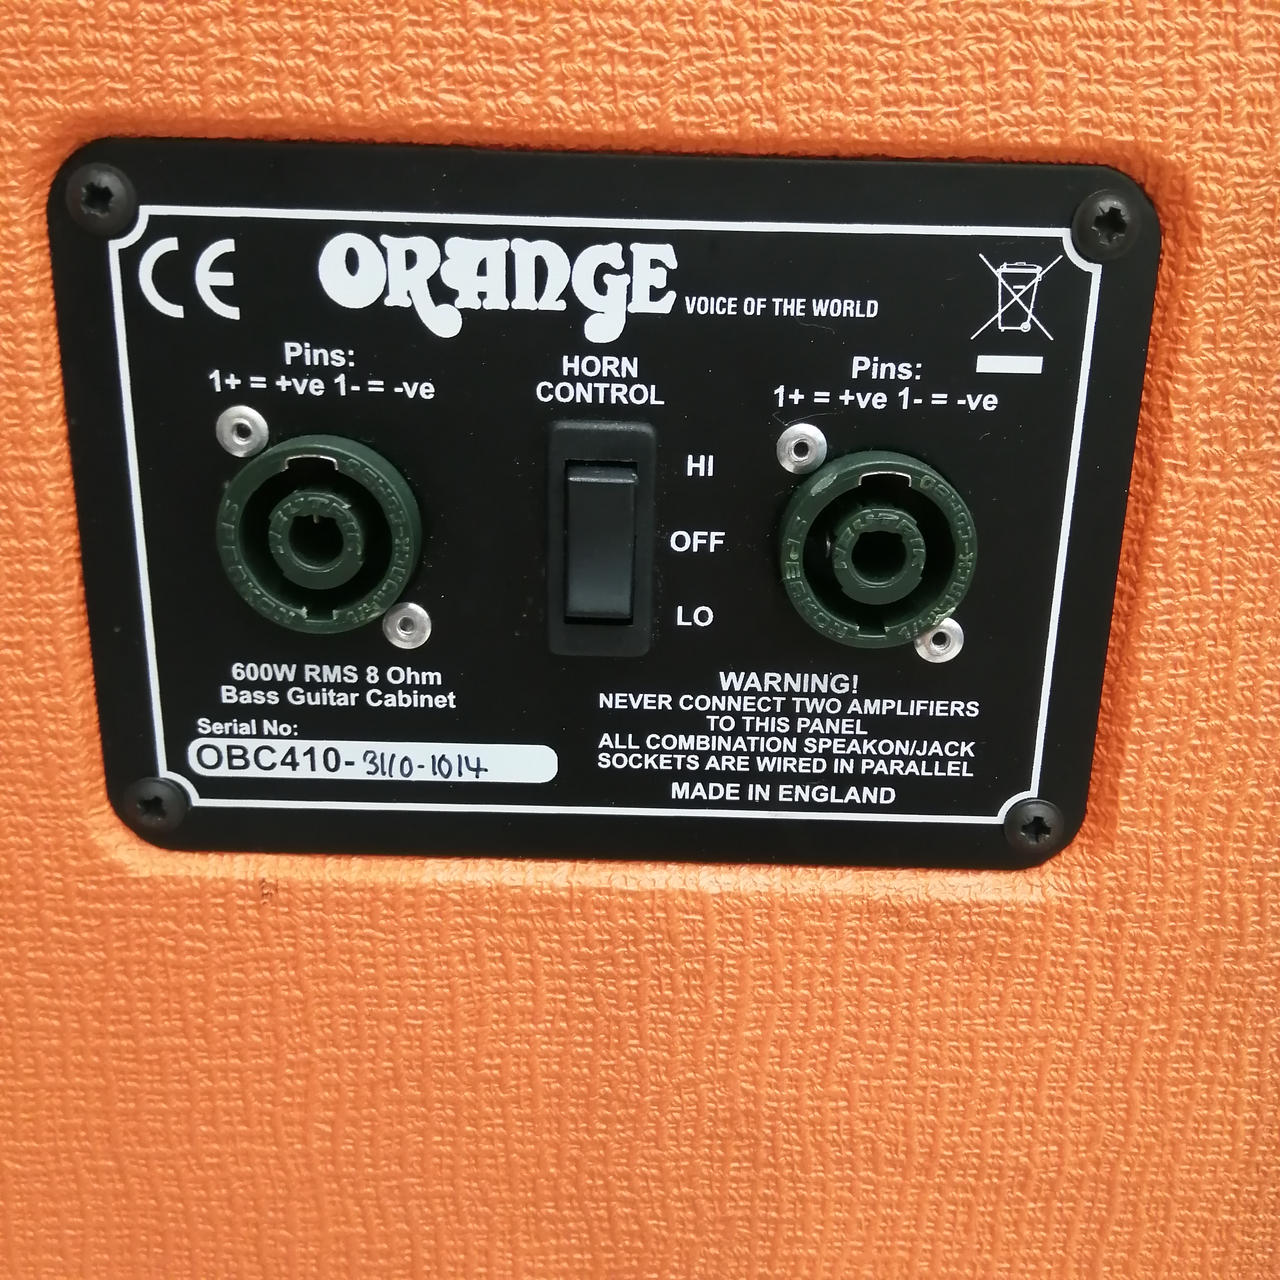 CE
ORANGE VOICE OF THE WORLD
Pins:
1+ = +ve 1- = -ve
HORN
CONTROL
HI
OFF
LO
Pins:
1+ = +ve 1- = -ve
600W RMS 8 Ohm
Bass Guitar Cabinet
Serial No:
OBC410-3110-1014
WARNING!
NEVER CONNECT TWO AMPLIFIERS
TO THIS PANEL
ALL COMBINATION SPEAKON/JACK
SOCKETS ARE WIRED IN PARALLEL
MADE IN ENGLAND